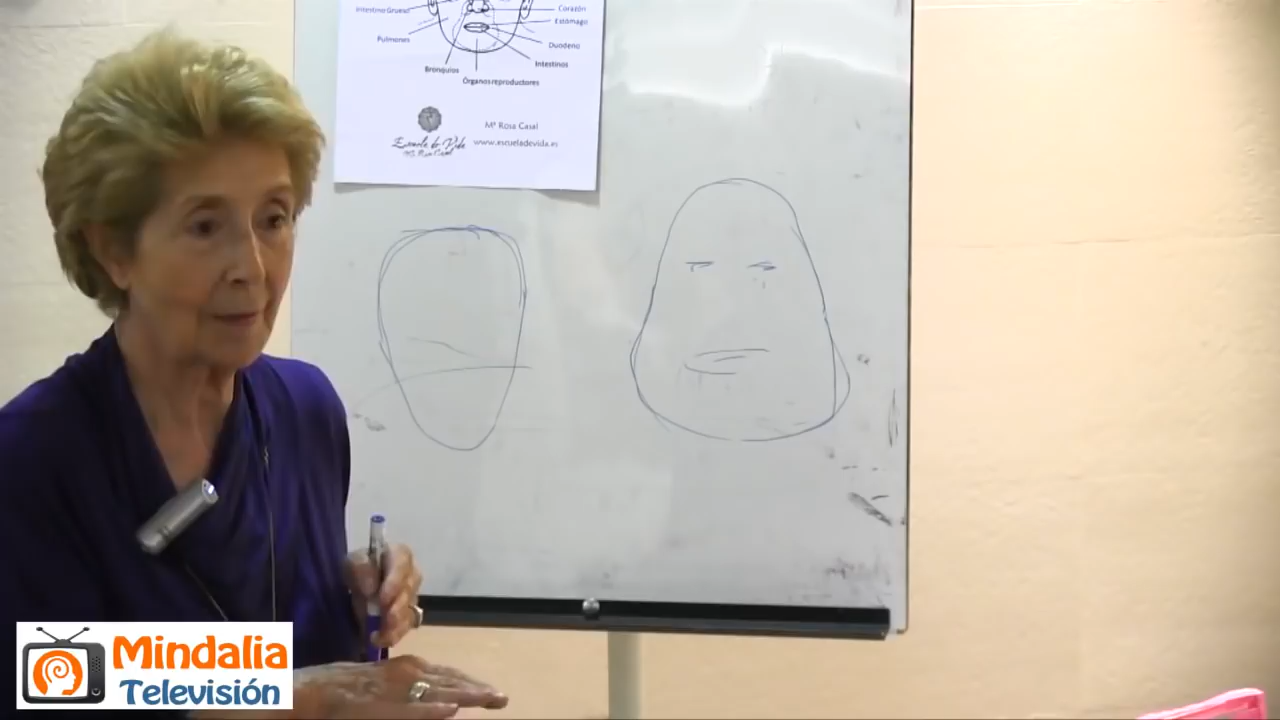 Intestino Grueso
Corazón
Estómago
Pulmones
Duodeno
Intestinos
Bronquios
Órganos reproductores
Mª Rosa Casal
Escuela de Vida
www.escueladevida.es
Mindalia
Televisión